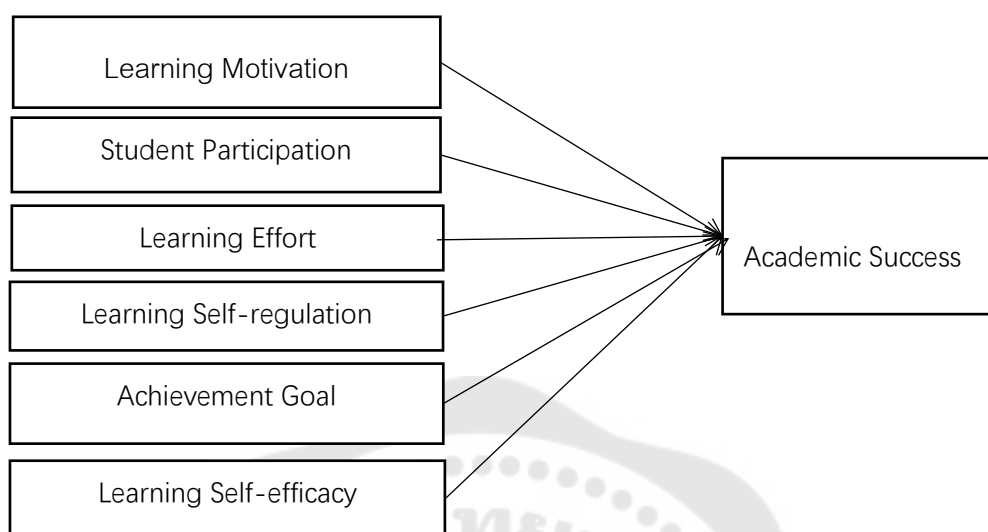 Learning Motivation
Student Participation
Learning Effort
Learning Self-regulation
Achievement Goal
Learning Self-efficacy
Academic Success